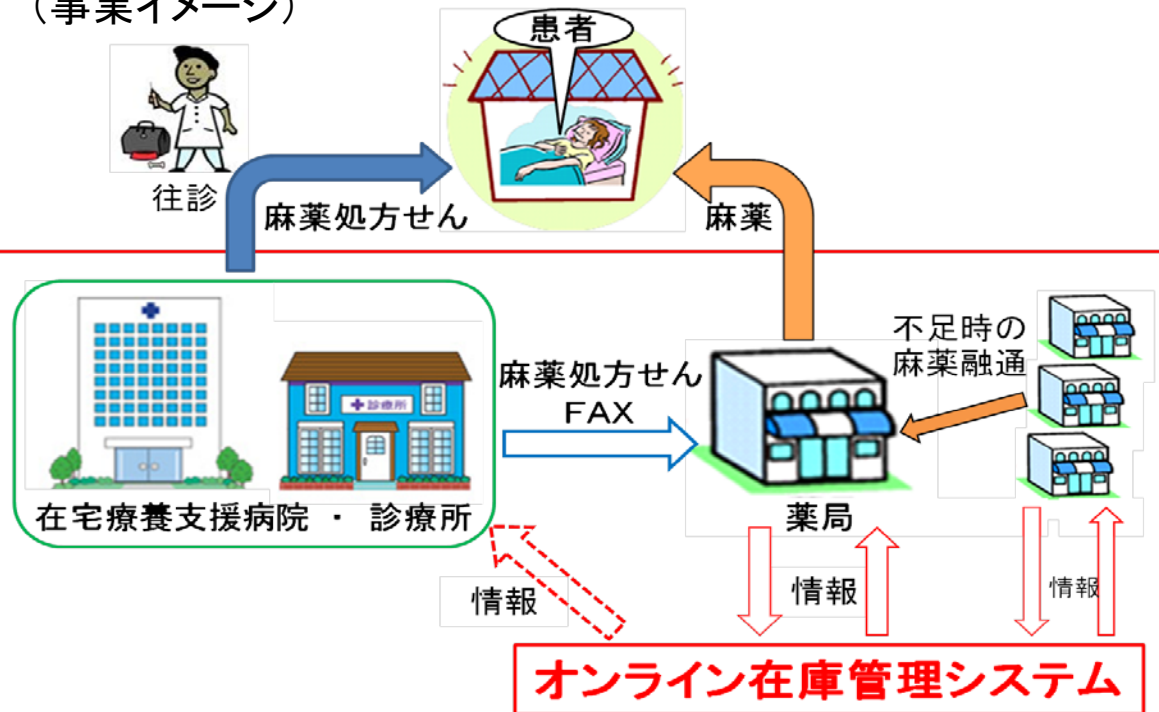 （事業イメージ）
患者
往診
麻薬処方せん
麻薬
診療所
不足時の
麻薬融通
麻薬処方せん
FAX
在宅療養支援病院 ・ 診療所
薬局
情報
情報
情報
オンライン在庫管理システム